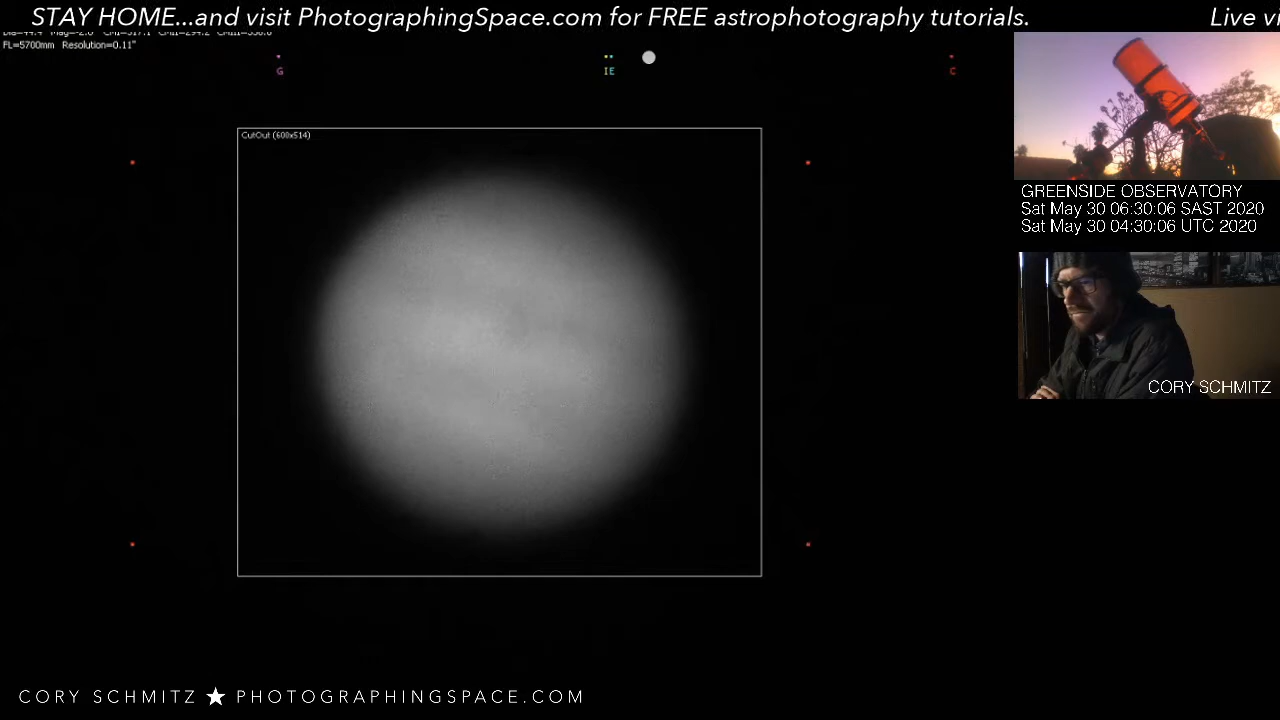 STAY HOME...and visit PhotographingSpace.com for FREE astrophotography tutorials. Live vi
FL=5700mm Resolution=0.11"
G
IE
C
CutOut (600x514)
GREENSIDE OBSERVATORY
Sat May 30 06:30:06 SAST 2020
Sat May 30 04:30:06 UTC 2020
CORY SCHMITZ
CORY SCHMITZ ★ PHOTOGRAPHINGSPACE.COM